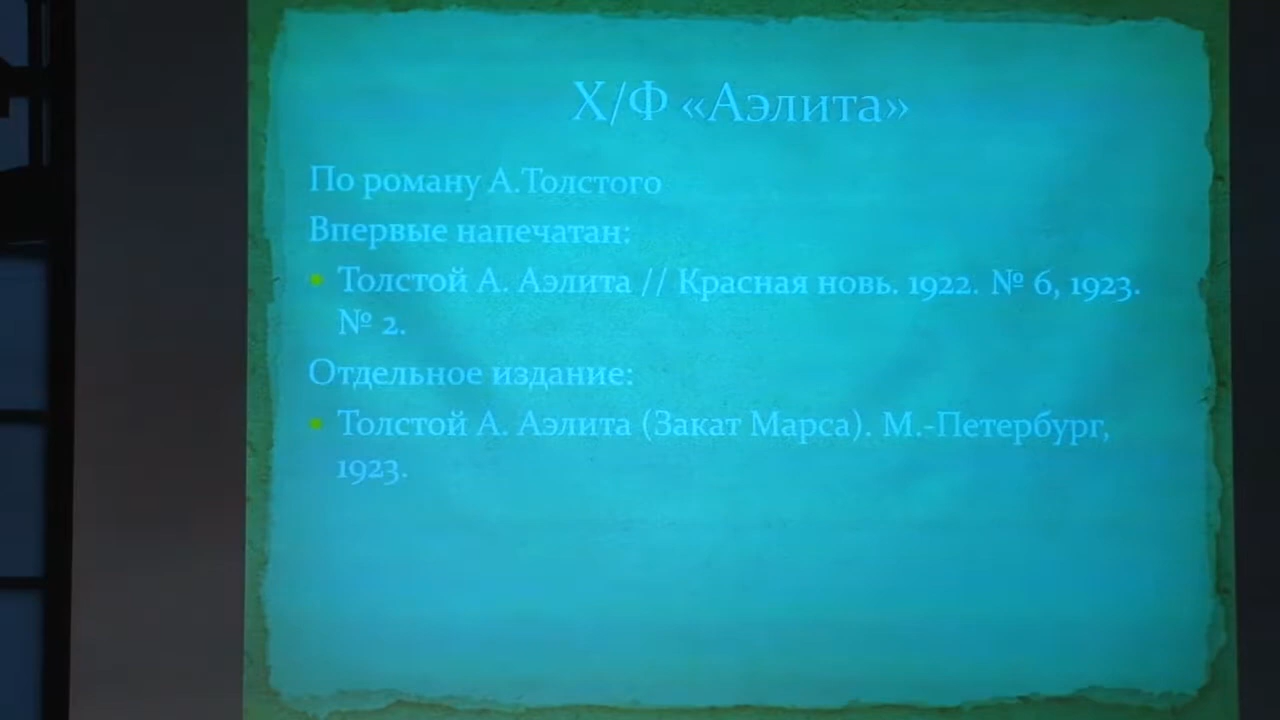 Х/Ф «Аэлита»
По роману А.Толстого
Впервые напечатан:
Толстой А. Аэлита // Красная новь. 1922. № 6, 1923.
№ 2.
Отдельное издание:
Толстой А. Аэлита (Закат Марса). М.-Петербург,
1923.